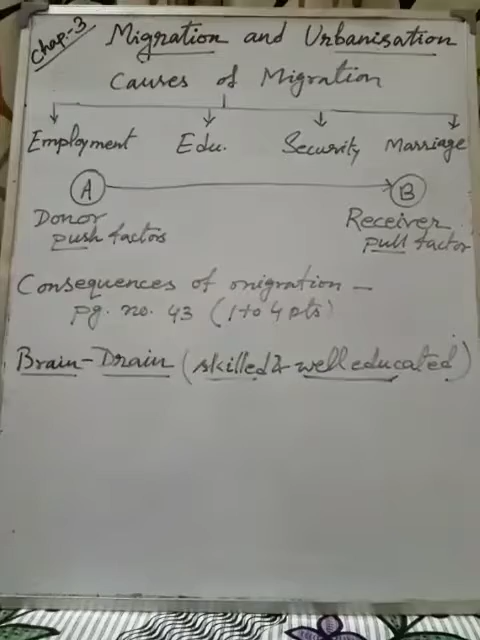 Chap:-3
Migration and Urbanisation
Causes of Migration
Employment Edu. Security Marriage
A B
Donor Receiver
push factors pull factor
Consequences of migration –
pg. no. 43 (1 to 4 pts)
Brain-Drain (skilled & well educated)